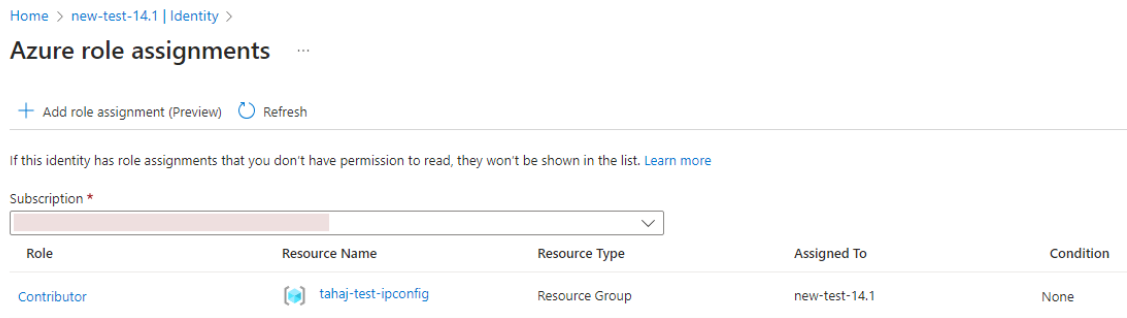 Home > new-test-14.1 | Identity >
Azure role assignments ...
+ Add role assignment (Preview) Refresh
If this identity has role assignments that you don't have permission to read, they won't be shown in the list. Learn more
Subscription *
Role Resource Name Resource Type Assigned To Condition
Contributor tahaj-test-ipconfig Resource Group new-test-14.1 None